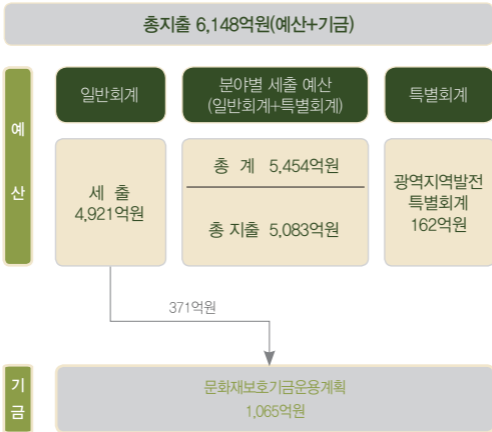 총지출 6,148억원(예산+기금)
예
산
일반회계
분야별 세출 예산
(일반회계+특별회계)
특별회계
세 출
4,921억원
총 계 5,454억원
총 지출 5,083억원
광역지역발전
특별회계
162억원
371억원
기
금
문화재보호기금운용계획
1,065억원